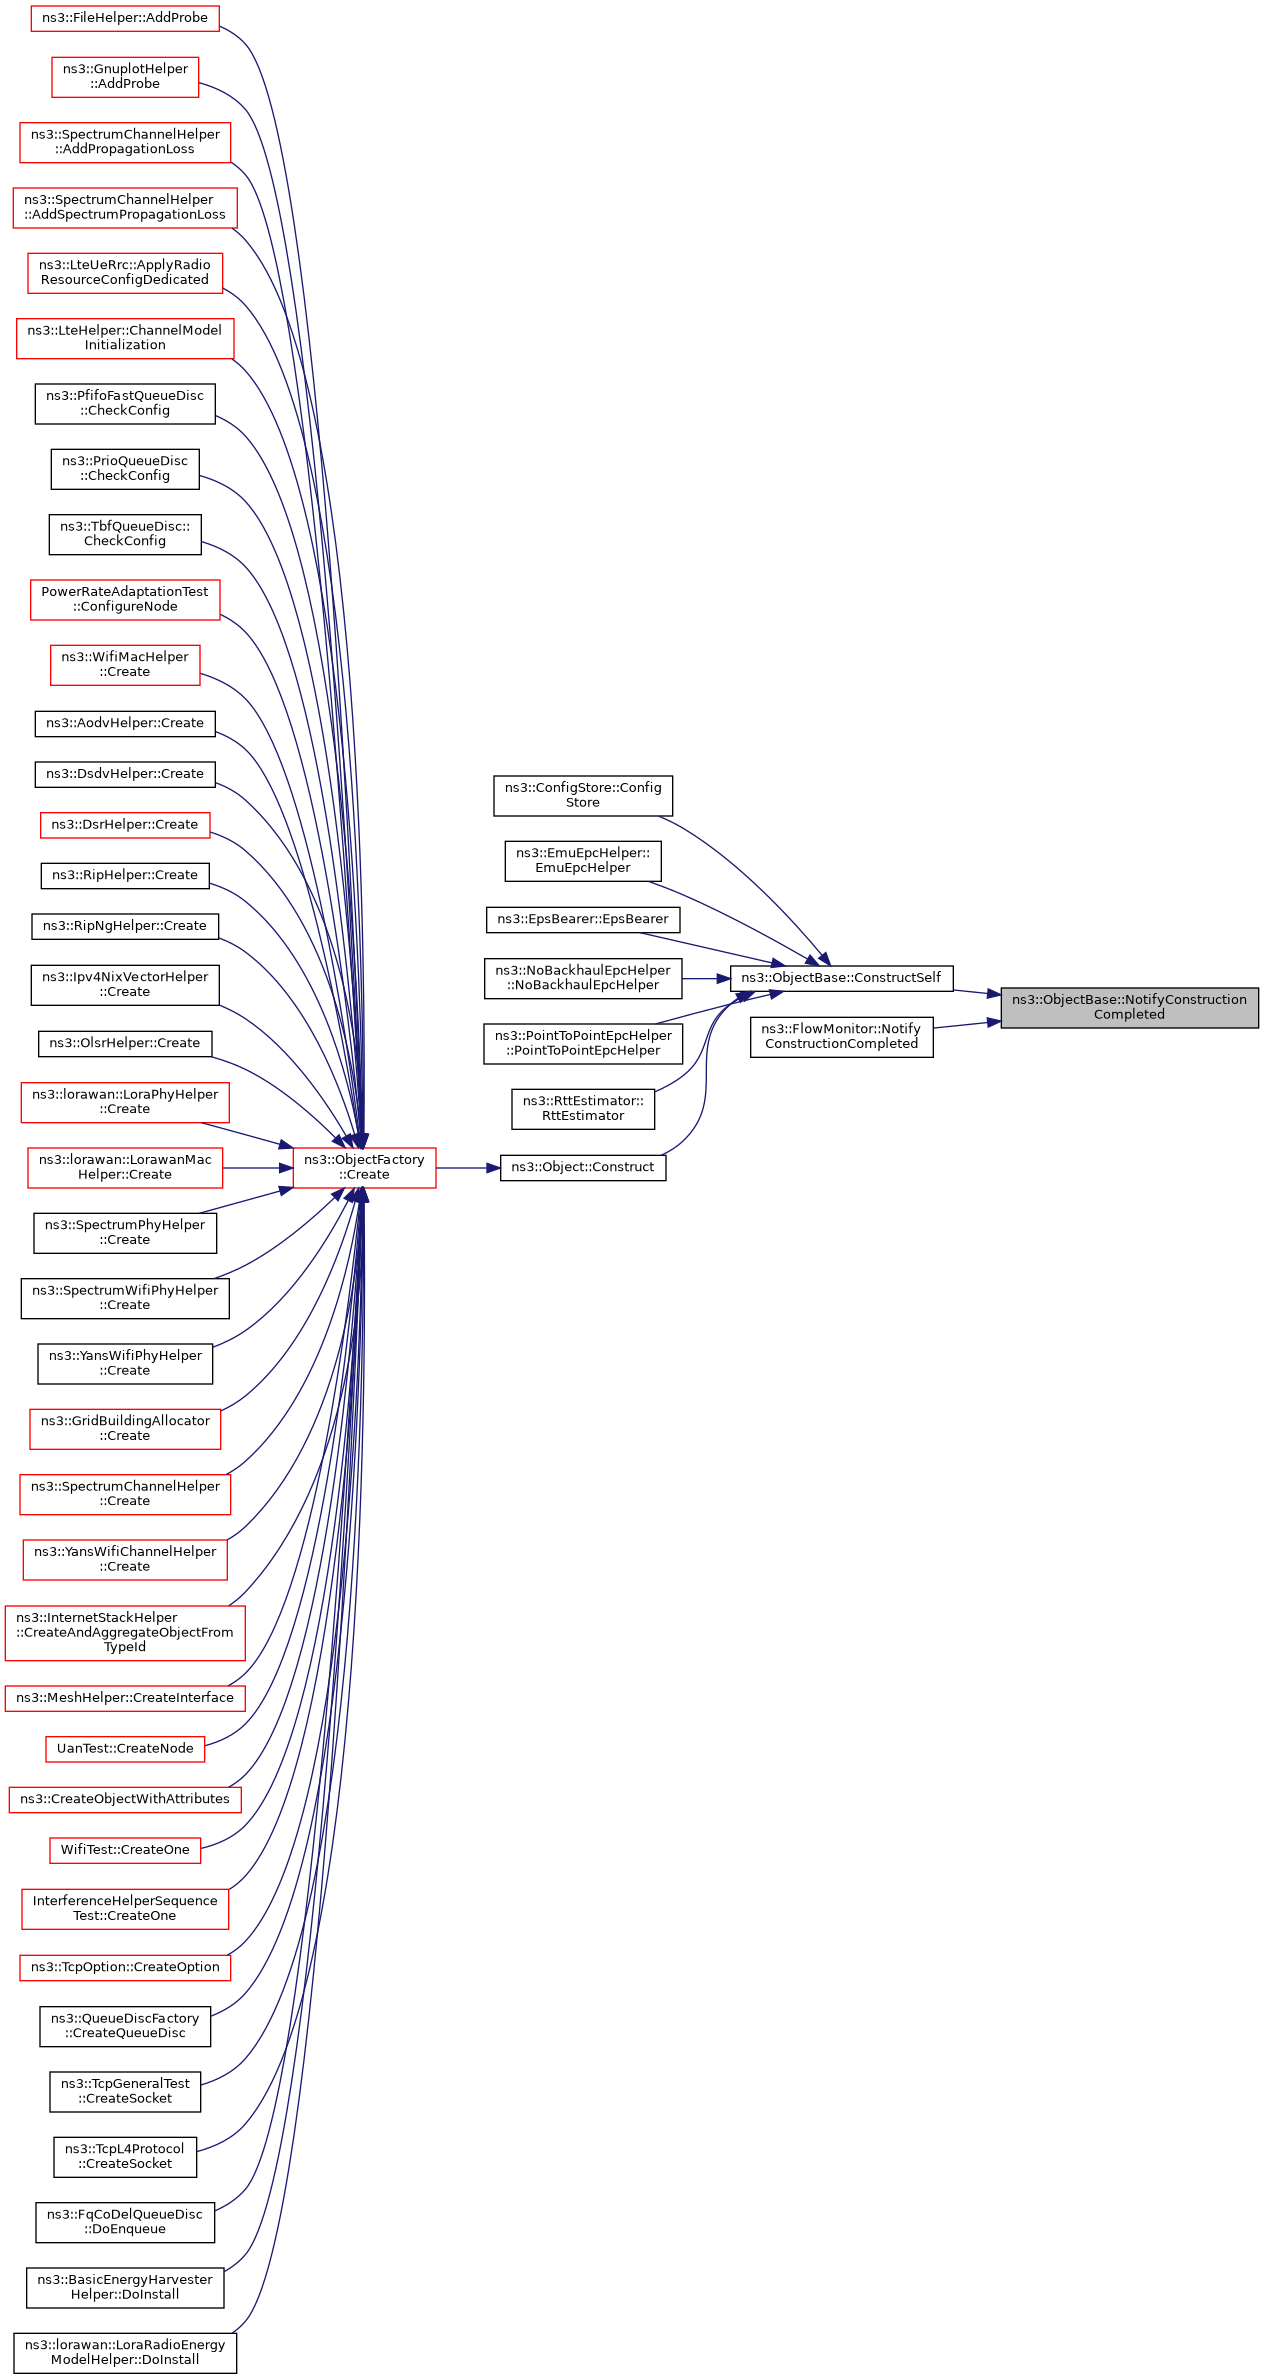 ns3::FileHelper::AddProbe
ns3::GnuplotHelper
::AddProbe
ns3::SpectrumChannelHelper
::AddPropagationLoss
ns3::SpectrumChannelHelper
::AddSpectrumPropagationLoss
ns3::LteUeRrc::ApplyRadio
ResourceConfigDedicated
ns3::LteHelper::ChannelModel
Initialization
ns3::PfifoFastQueueDisc
::CheckConfig
ns3::PrioQueueDisc
::CheckConfig
ns3::TbfQueueDisc::
CheckConfig
PowerRateAdaptationTest
::ConfigureNode
ns3::WifiMacHelper
::Create
ns3::AodvHelper::Create
ns3::DsdvHelper::Create
ns3::DsrHelper::Create
ns3::RipHelper::Create
ns3::RipNgHelper::Create
ns3::Ipv4NixVectorHelper
::Create
ns3::OlsrHelper::Create
ns3::lorawan::LoraPhyHelper
::Create
ns3::lorawan::LorawanMac
Helper::Create
ns3::SpectrumPhyHelper
::Create
ns3::SpectrumWifiPhyHelper
::Create
ns3::YansWifiPhyHelper
::Create
ns3::GridBuildingAllocator
::Create
ns3::SpectrumChannelHelper
::Create
ns3::YansWifiChannelHelper
::Create
ns3::InternetStackHelper
::CreateAndAggregateObjectFrom
TypeId
ns3::MeshHelper::CreateInterface
UanTest::CreateNode
ns3::CreateObjectWithAttributes
WifiTest::CreateOne
InterferenceHelperSequence
Test::CreateOne
ns3::TcpOption::CreateOption
ns3::QueueDiscFactory
::CreateQueueDisc
ns3::TcpGeneralTest
::CreateSocket
ns3::TcpL4Protocol
::CreateSocket
ns3::FqCoDelQueueDisc
::DoEnqueue
ns3::BasicEnergyHarvester
Helper::DoInstall
ns3::lorawan::LoraRadioEnergy
ModelHelper::DoInstall
ns3::ObjectFactory
::Create
ns3::ConfigStore::Config
Store
ns3::EmuEpcHelper::
EmuEpcHelper
ns3::EpsBearer::EpsBearer
ns3::NoBackhaulEpcHelper
::NoBackhaulEpcHelper
ns3::PointToPointEpcHelper
::PointToPointEpcHelper
ns3::RttEstimator::
RttEstimator
ns3::Object::Construct
ns3::ObjectBase::ConstructSelf
ns3::FlowMonitor::Notify
ConstructionCompleted
ns3::ObjectBase::NotifyConstruction
Completed